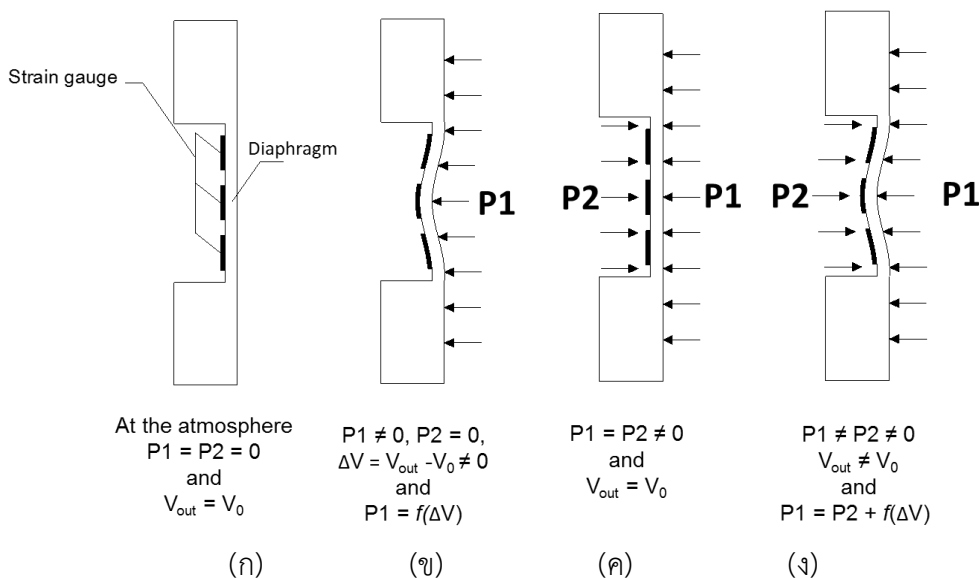 Strain gauge
Diaphragm
P1
P2
P1
P2
P1
At the atmosphere
P1 = P2 = 0
and
V_out = V_0
P1 ≠ 0, P2 = 0,
ΔV = V_out -V_0 ≠ 0
and
P1 = f(ΔV)
P1 = P2 ≠ 0
and
V_out = V_0
P1 ≠ P2 ≠ 0
V_out ≠ V_0
and
P1 = P2 + f(ΔV)
(ก)
(ข)
(ค)
(ง)